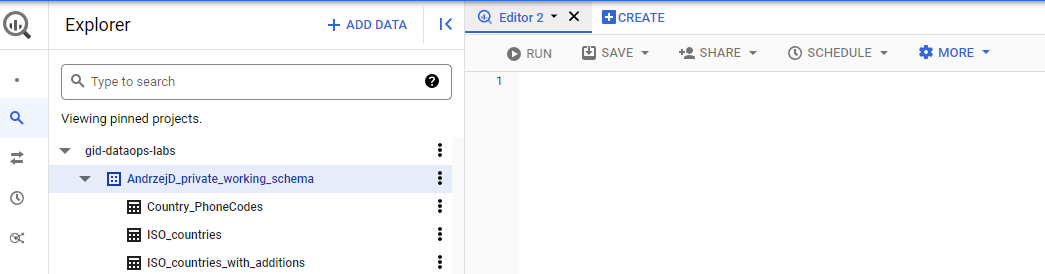 Explorer
+ ADD DATA
Type to search
Viewing pinned projects.
gid-dataops-labs
AndrzejD_private_working_schema
Country_PhoneCodes
ISO_countries
ISO_countries_with_additions
Editor 2
CREATE
RUN
SAVE
SHARE
SCHEDULE
MORE
1